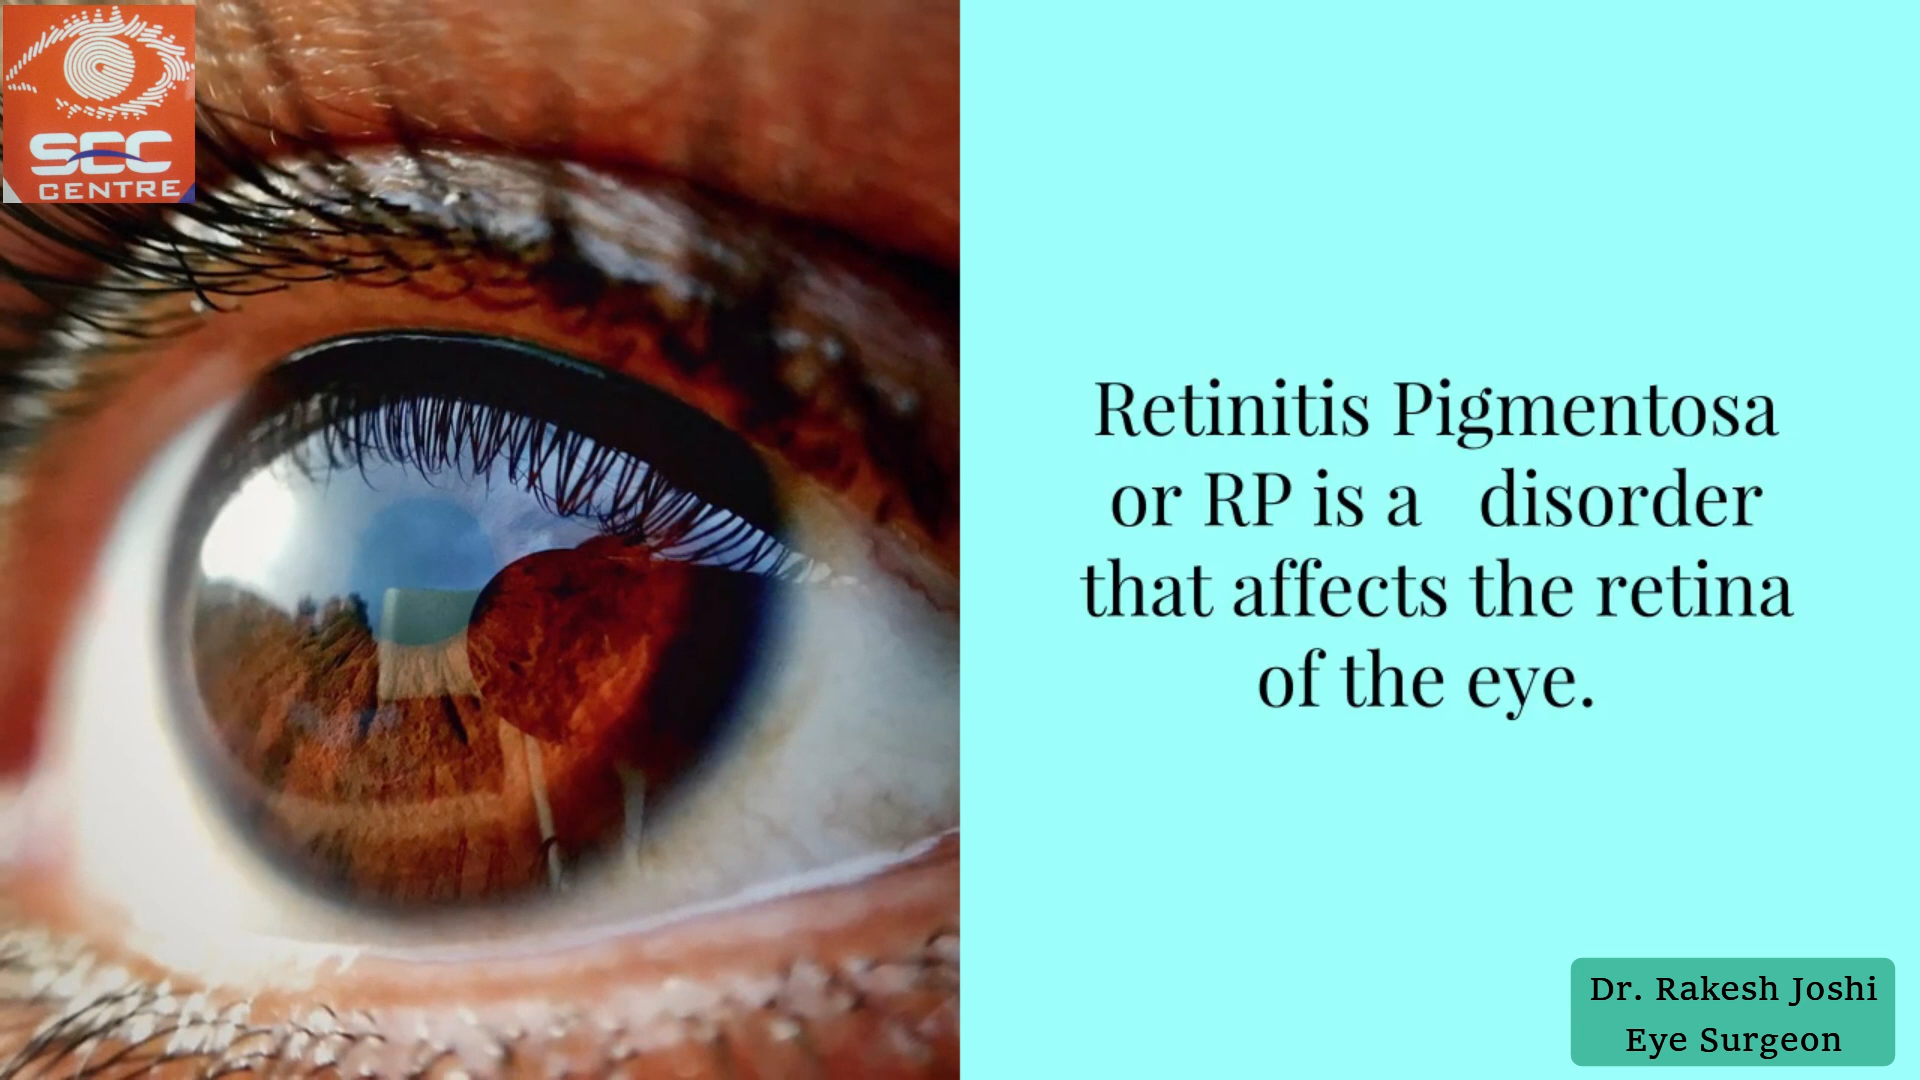 SEC
CENTRE
Retinitis Pigmentosa
or RP is a disorder
that affects the retina
of the eye.
Dr. Rakesh Joshi
Eye Surgeon